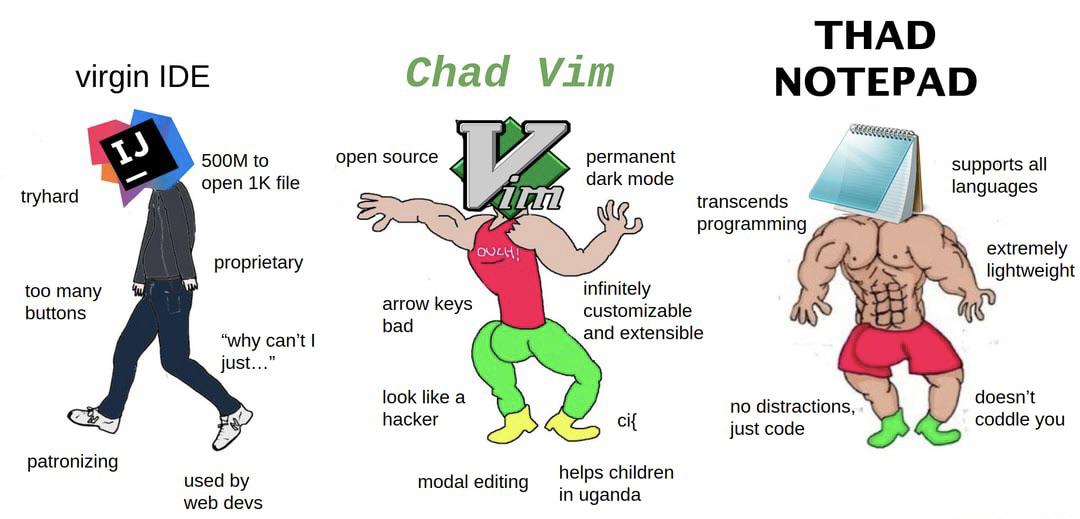 virgin IDE
IJ
tryhard
500M to
open 1K file
proprietary
too many
buttons
“why can’t I
just…”
patronizing
used by
web devs
Chad Vim
Vim
open source
permanent
dark mode
OUCH!
arrow keys
bad
infinitely
customizable
and extensible
look like a
hacker
ci{
modal editing
helps children
in uganda
THAD
NOTEPAD
transcends
programming
supports all
languages
extremely
lightweight
no distractions,
just code
doesn’t
coddle you